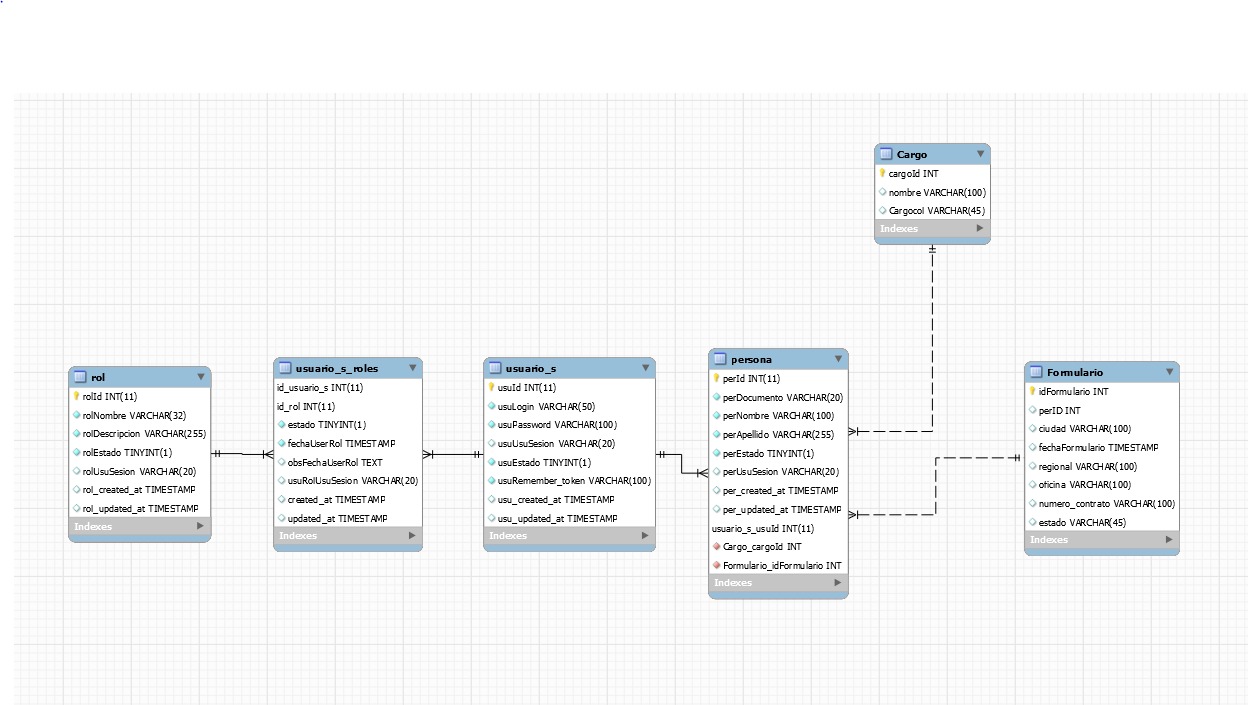 Cargo
cargoId INT
nombre VARCHAR(100)
Cargocol VARCHAR(45)
Indexes
rol
rolId INT(11)
rolNombre VARCHAR(32)
rolDescripcion VARCHAR(255)
rolEstado TINYINT(1)
rolUsuSesion VARCHAR(20)
rol_created_at TIMESTAMP
rol_updated_at TIMESTAMP
Indexes
usuario_s_roles
id_usuario_s INT(11)
id_rol INT(11)
estado TINYINT(1)
fechaUserRol TIMESTAMP
obsFechaUserRol TEXT
usuRolUsuSesion VARCHAR(20)
created_at TIMESTAMP
updated_at TIMESTAMP
Indexes
usuario_s
usuId INT(11)
usuLogin VARCHAR(50)
usuPassword VARCHAR(100)
usuUsuSesion VARCHAR(20)
usuEstado TINYINT(1)
usuRemember_token VARCHAR(100)
usu_created_at TIMESTAMP
usu_updated_at TIMESTAMP
Indexes
persona
perId INT(11)
perDocumento VARCHAR(20)
perNombre VARCHAR(100)
perApellido VARCHAR(255)
perEstado TINYINT(1)
perUsuSesion VARCHAR(20)
per_created_at TIMESTAMP
per_updated_at TIMESTAMP
usuario_s_usuId INT(11)
Cargo_cargoId INT
Formulario_idFormulario INT
Indexes
Formulario
idFormulario INT
perID INT
ciudad VARCHAR(100)
fechaFormulario TIMESTAMP
regional VARCHAR(100)
oficina VARCHAR(100)
numero_contrato VARCHAR(100)
estado VARCHAR(45)
Indexes